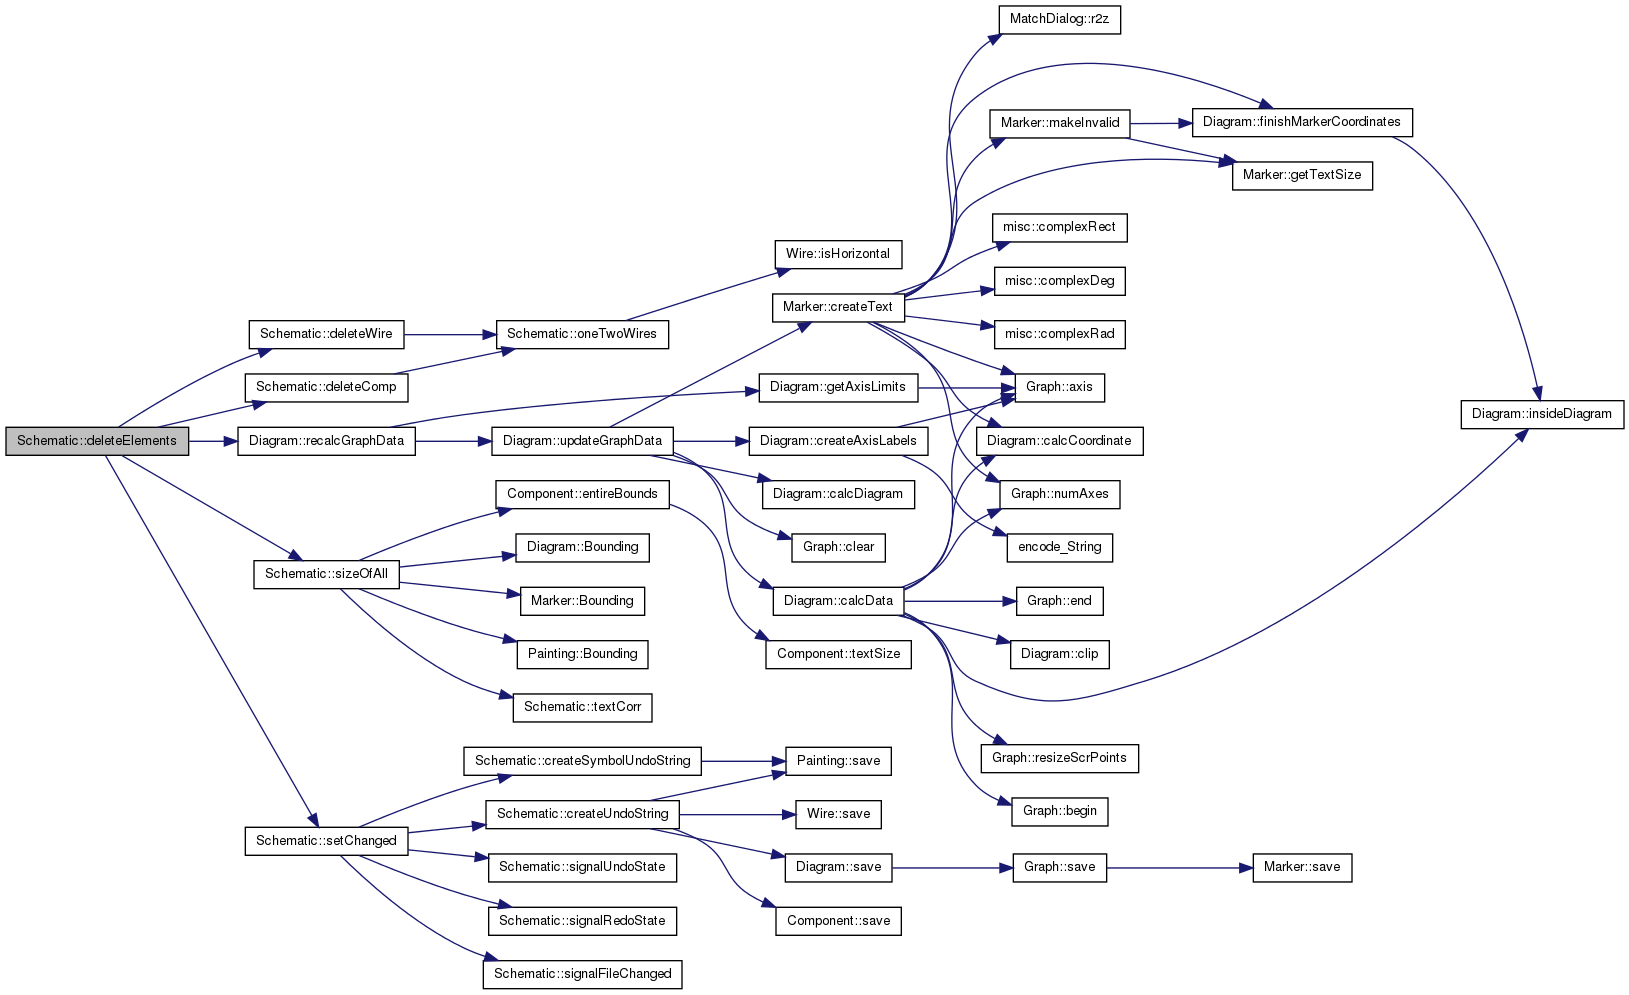 MatchDialog::r2z
Marker::makeInvalid
Diagram::finishMarkerCoordinates
Marker::getTextSize
misc::complexRect
Wire::isHorizontal
misc::complexDeg
Marker::createText
Schematic::deleteWire
Schematic::oneTwoWires
misc::complexRad
Schematic::deleteComp
Diagram::getAxisLimits
Graph::axis
Diagram::insideDiagram
Schematic::deleteElements
Diagram::recalcGraphData
Diagram::updateGraphData
Diagram::createAxisLabels
Diagram::calcCoordinate
Component::entireBounds
Diagram::calcDiagram
Graph::numAxes
Diagram::Bounding
Graph::clear
encode_String
Schematic::sizeOfAll
Marker::Bounding
Diagram::calcData
Graph::end
Painting::Bounding
Component::textSize
Diagram::clip
Schematic::textCorr
Schematic::createSymbolUndoString
Painting::save
Graph::resizeScrPoints
Schematic::createUndoString
Wire::save
Graph::begin
Schematic::setChanged
Schematic::signalUndoState
Diagram::save
Graph::save
Marker::save
Schematic::signalRedoState
Component::save
Schematic::signalFileChanged